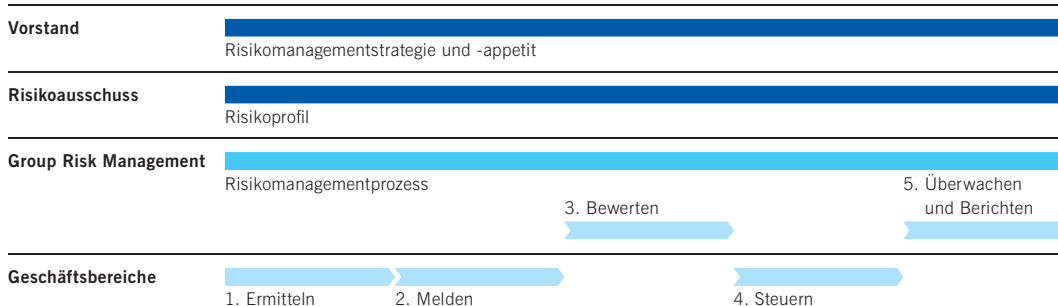 Vorstand
Risikomanagementstrategie und -appetit
Risikoausschuss
Risikoprofil
Group Risk Management
Risikomanagementprozess
3. Bewerten
5. Überwachen
und Berichten
Geschäftsbereiche
1. Ermitteln
2. Melden
4. Steuern